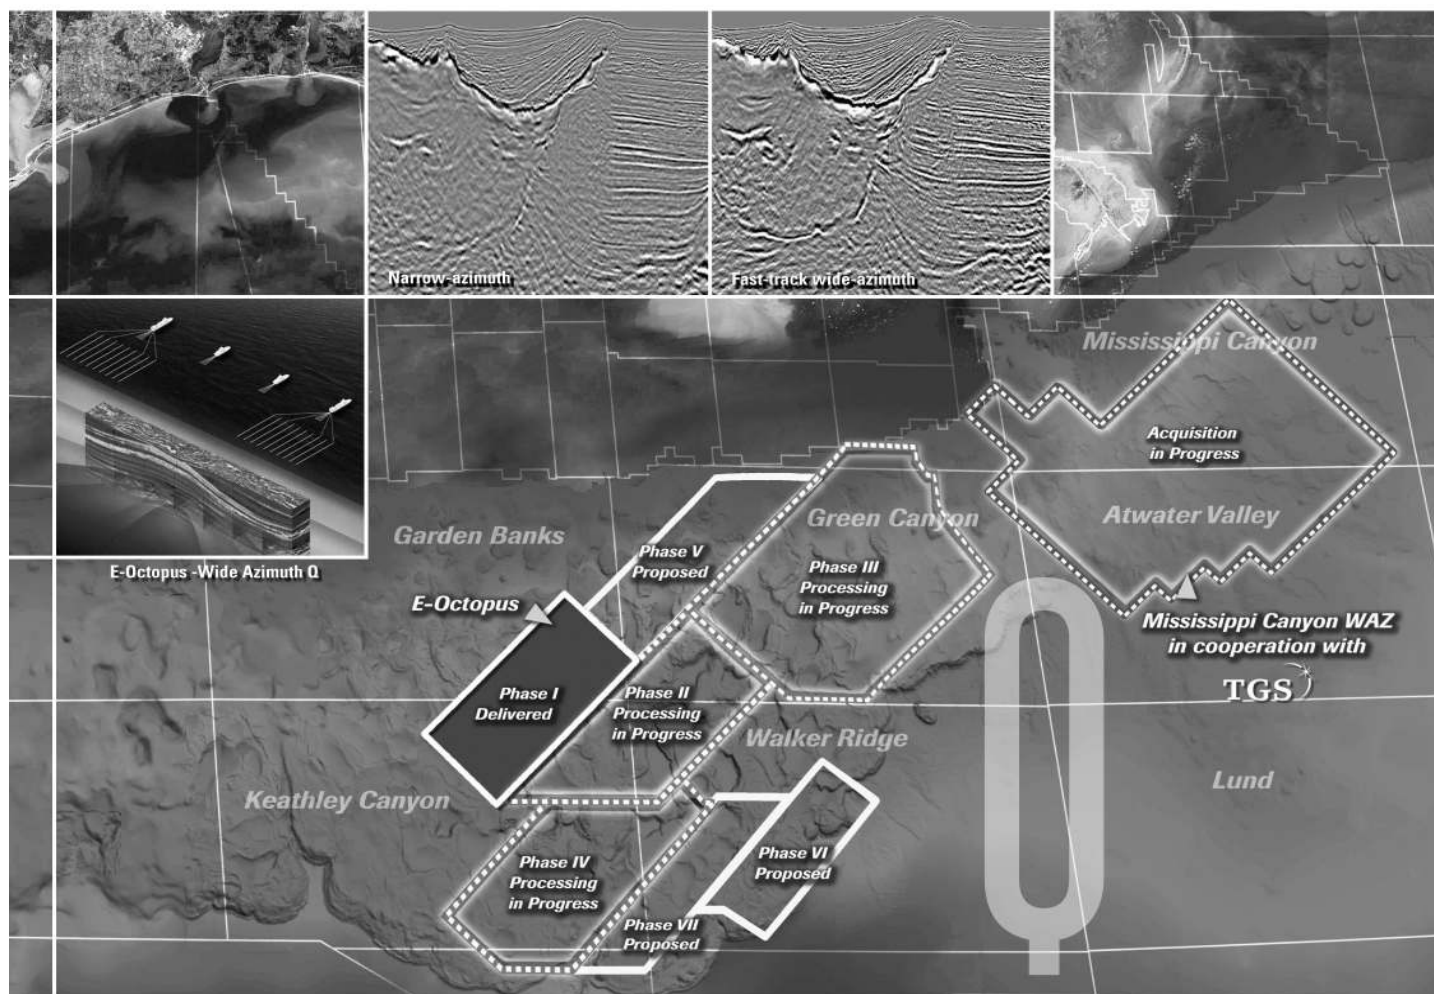 Narrow-azimuth
Fast-track wide-azimuth
Mississippi Canyon
Acquisition
in Progress
Green Canyon
Atwater Valley
Garden Banks
Phase V
Proposed
Phase III
Processing
in Progress
E-Octopus -Wide Azimuth Q
E-Octopus
Mississippi Canyon WAZ
in cooperation with
TGS
Phase I
Delivered
Phase II
Processing
in Progress
Walker Ridge
Lund
Keathley Canyon
Phase IV
Processing
in Progress
Phase VI
Proposed
Phase VII
Proposed